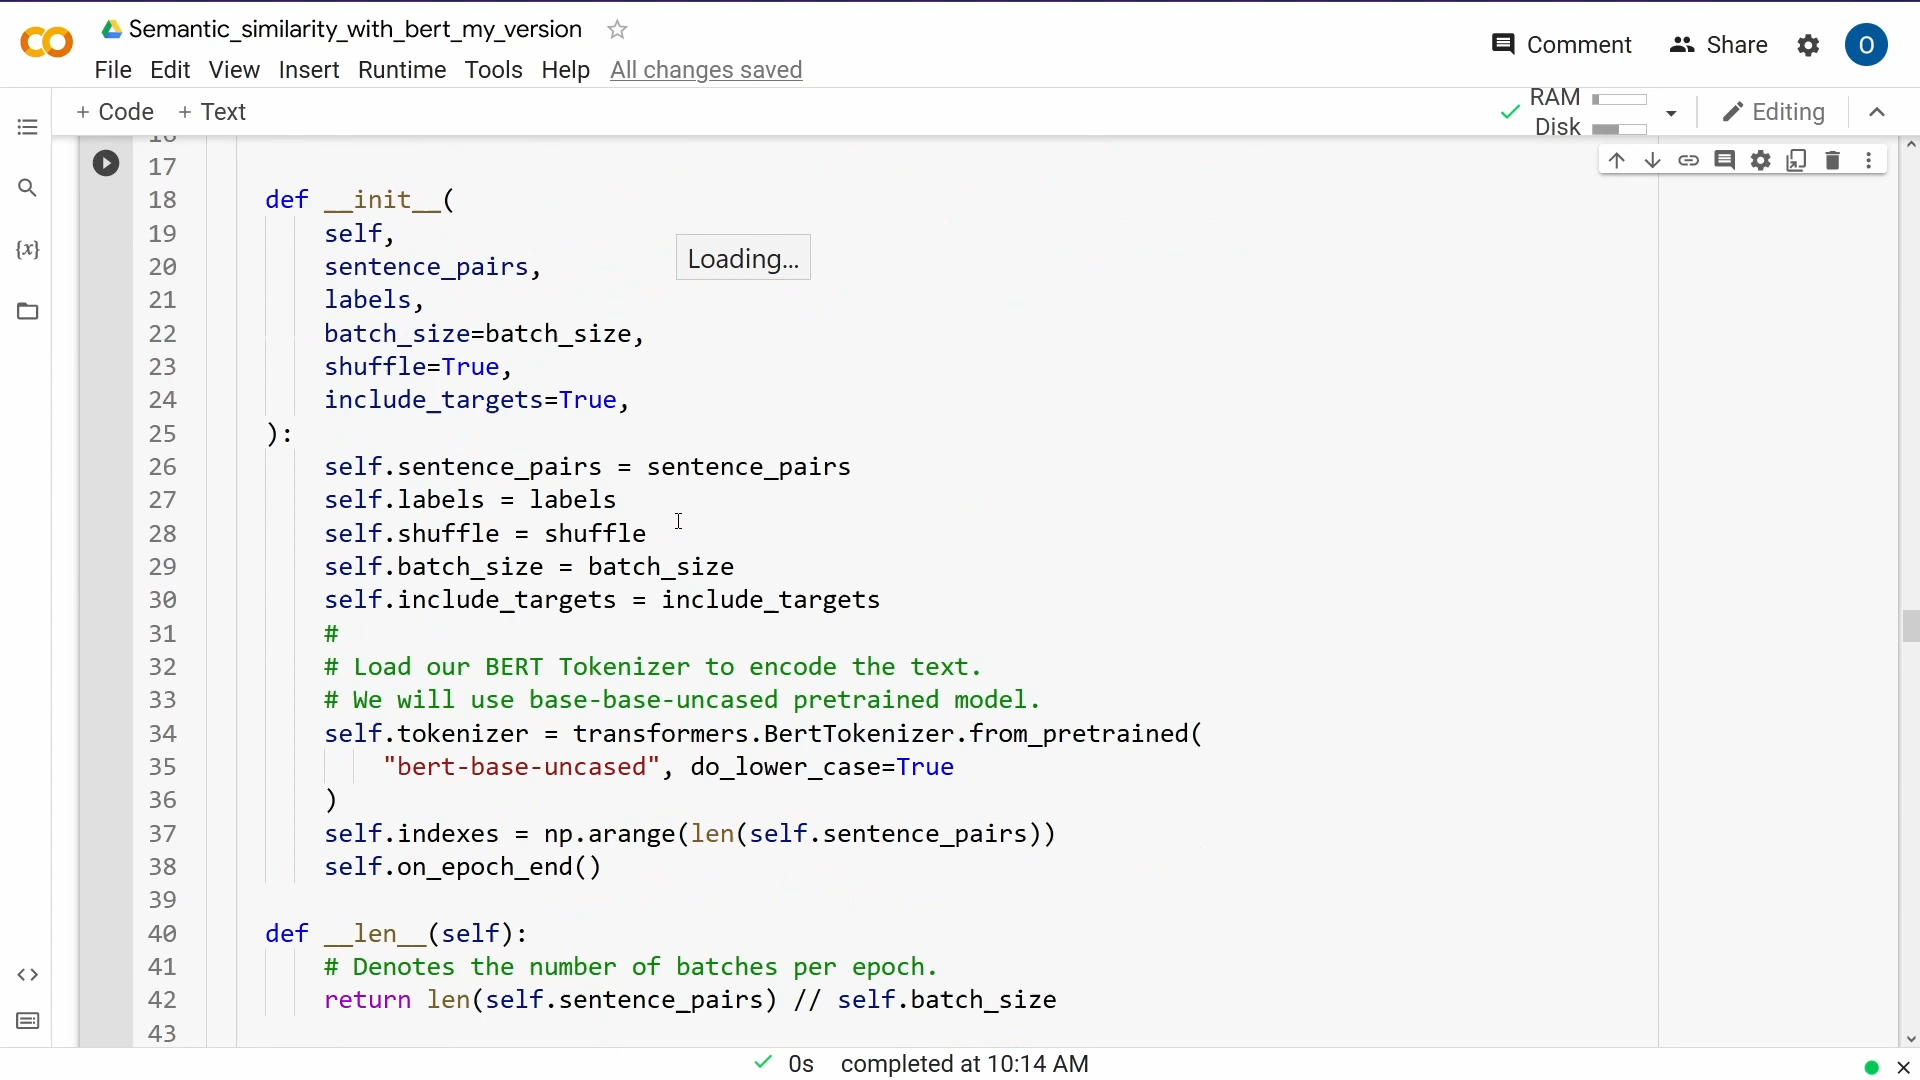 Semantic_similarity_with_bert_my_version
Comment
Share
O
File Edit View Insert Runtime Tools Help All changes saved
+ Code + Text
RAM
Disk
Editing
16
17
18 def __init__(
19 self,
Loading...
20 sentence_pairs,
21 labels,
22 batch_size=batch_size,
23 shuffle=True,
24 include_targets=True,
25 ):
26 self.sentence_pairs = sentence_pairs
27 self.labels = labels
28 self.shuffle = shuffle
29 self.batch_size = batch_size
30 self.include_targets = include_targets
31 #
32 # Load our BERT Tokenizer to encode the text.
33 # We will use base-base-uncased pretrained model.
34 self.tokenizer = transformers.BertTokenizer.from_pretrained(
35 "bert-base-uncased", do_lower_case=True
36 )
37 self.indexes = np.arange(len(self.sentence_pairs))
38 self.on_epoch_end()
39
40 def __len__(self):
41 # Denotes the number of batches per epoch.
42 return len(self.sentence_pairs) // self.batch_size
43
0s completed at 10:14 AM